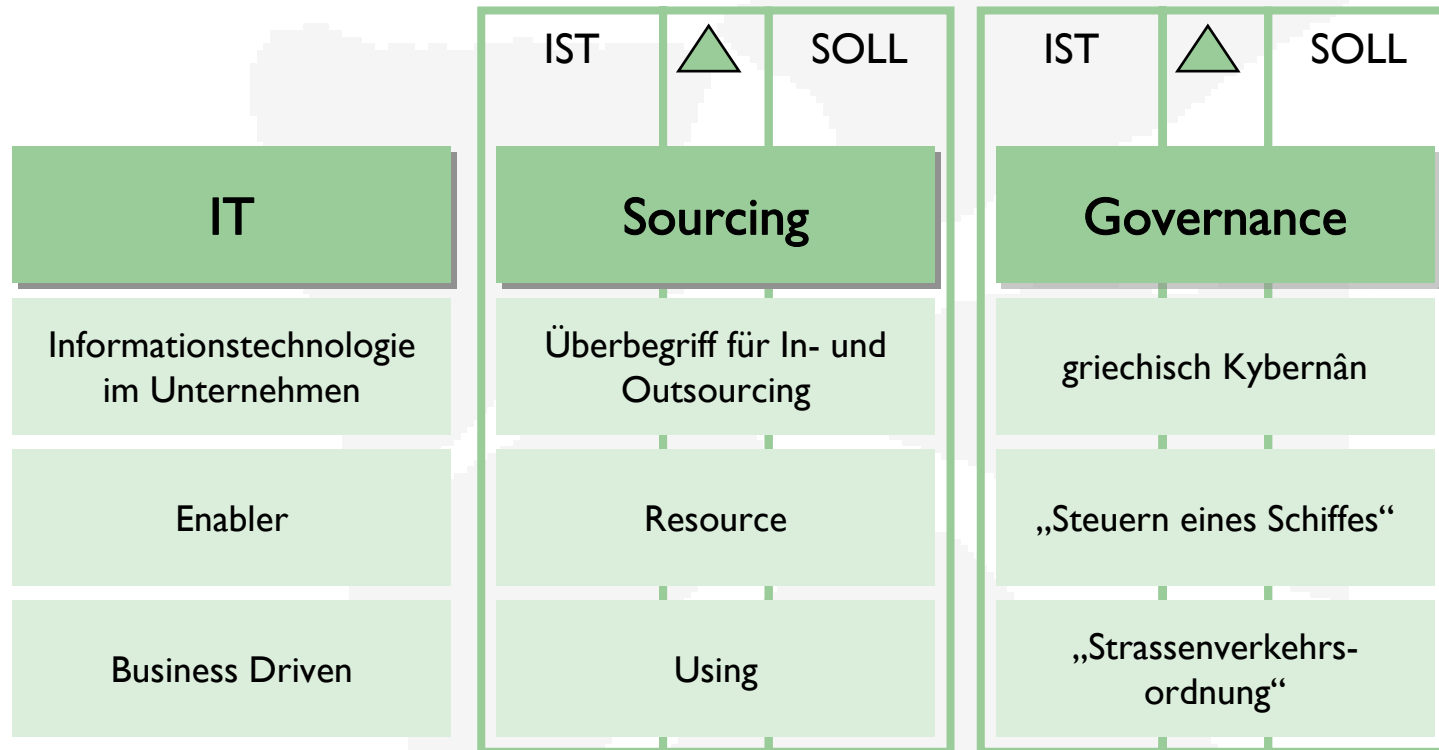 IST SOLL IST SOLL
IT Sourcing Governance
Informationstechnologie
im Unternehmen
Überbegriff für In- und
Outsourcing
griechisch Kybernân
Enabler
Resource
„Steuern eines Schiffes“
Business Driven
Using
„Strassenverkehrs-
ordnung“